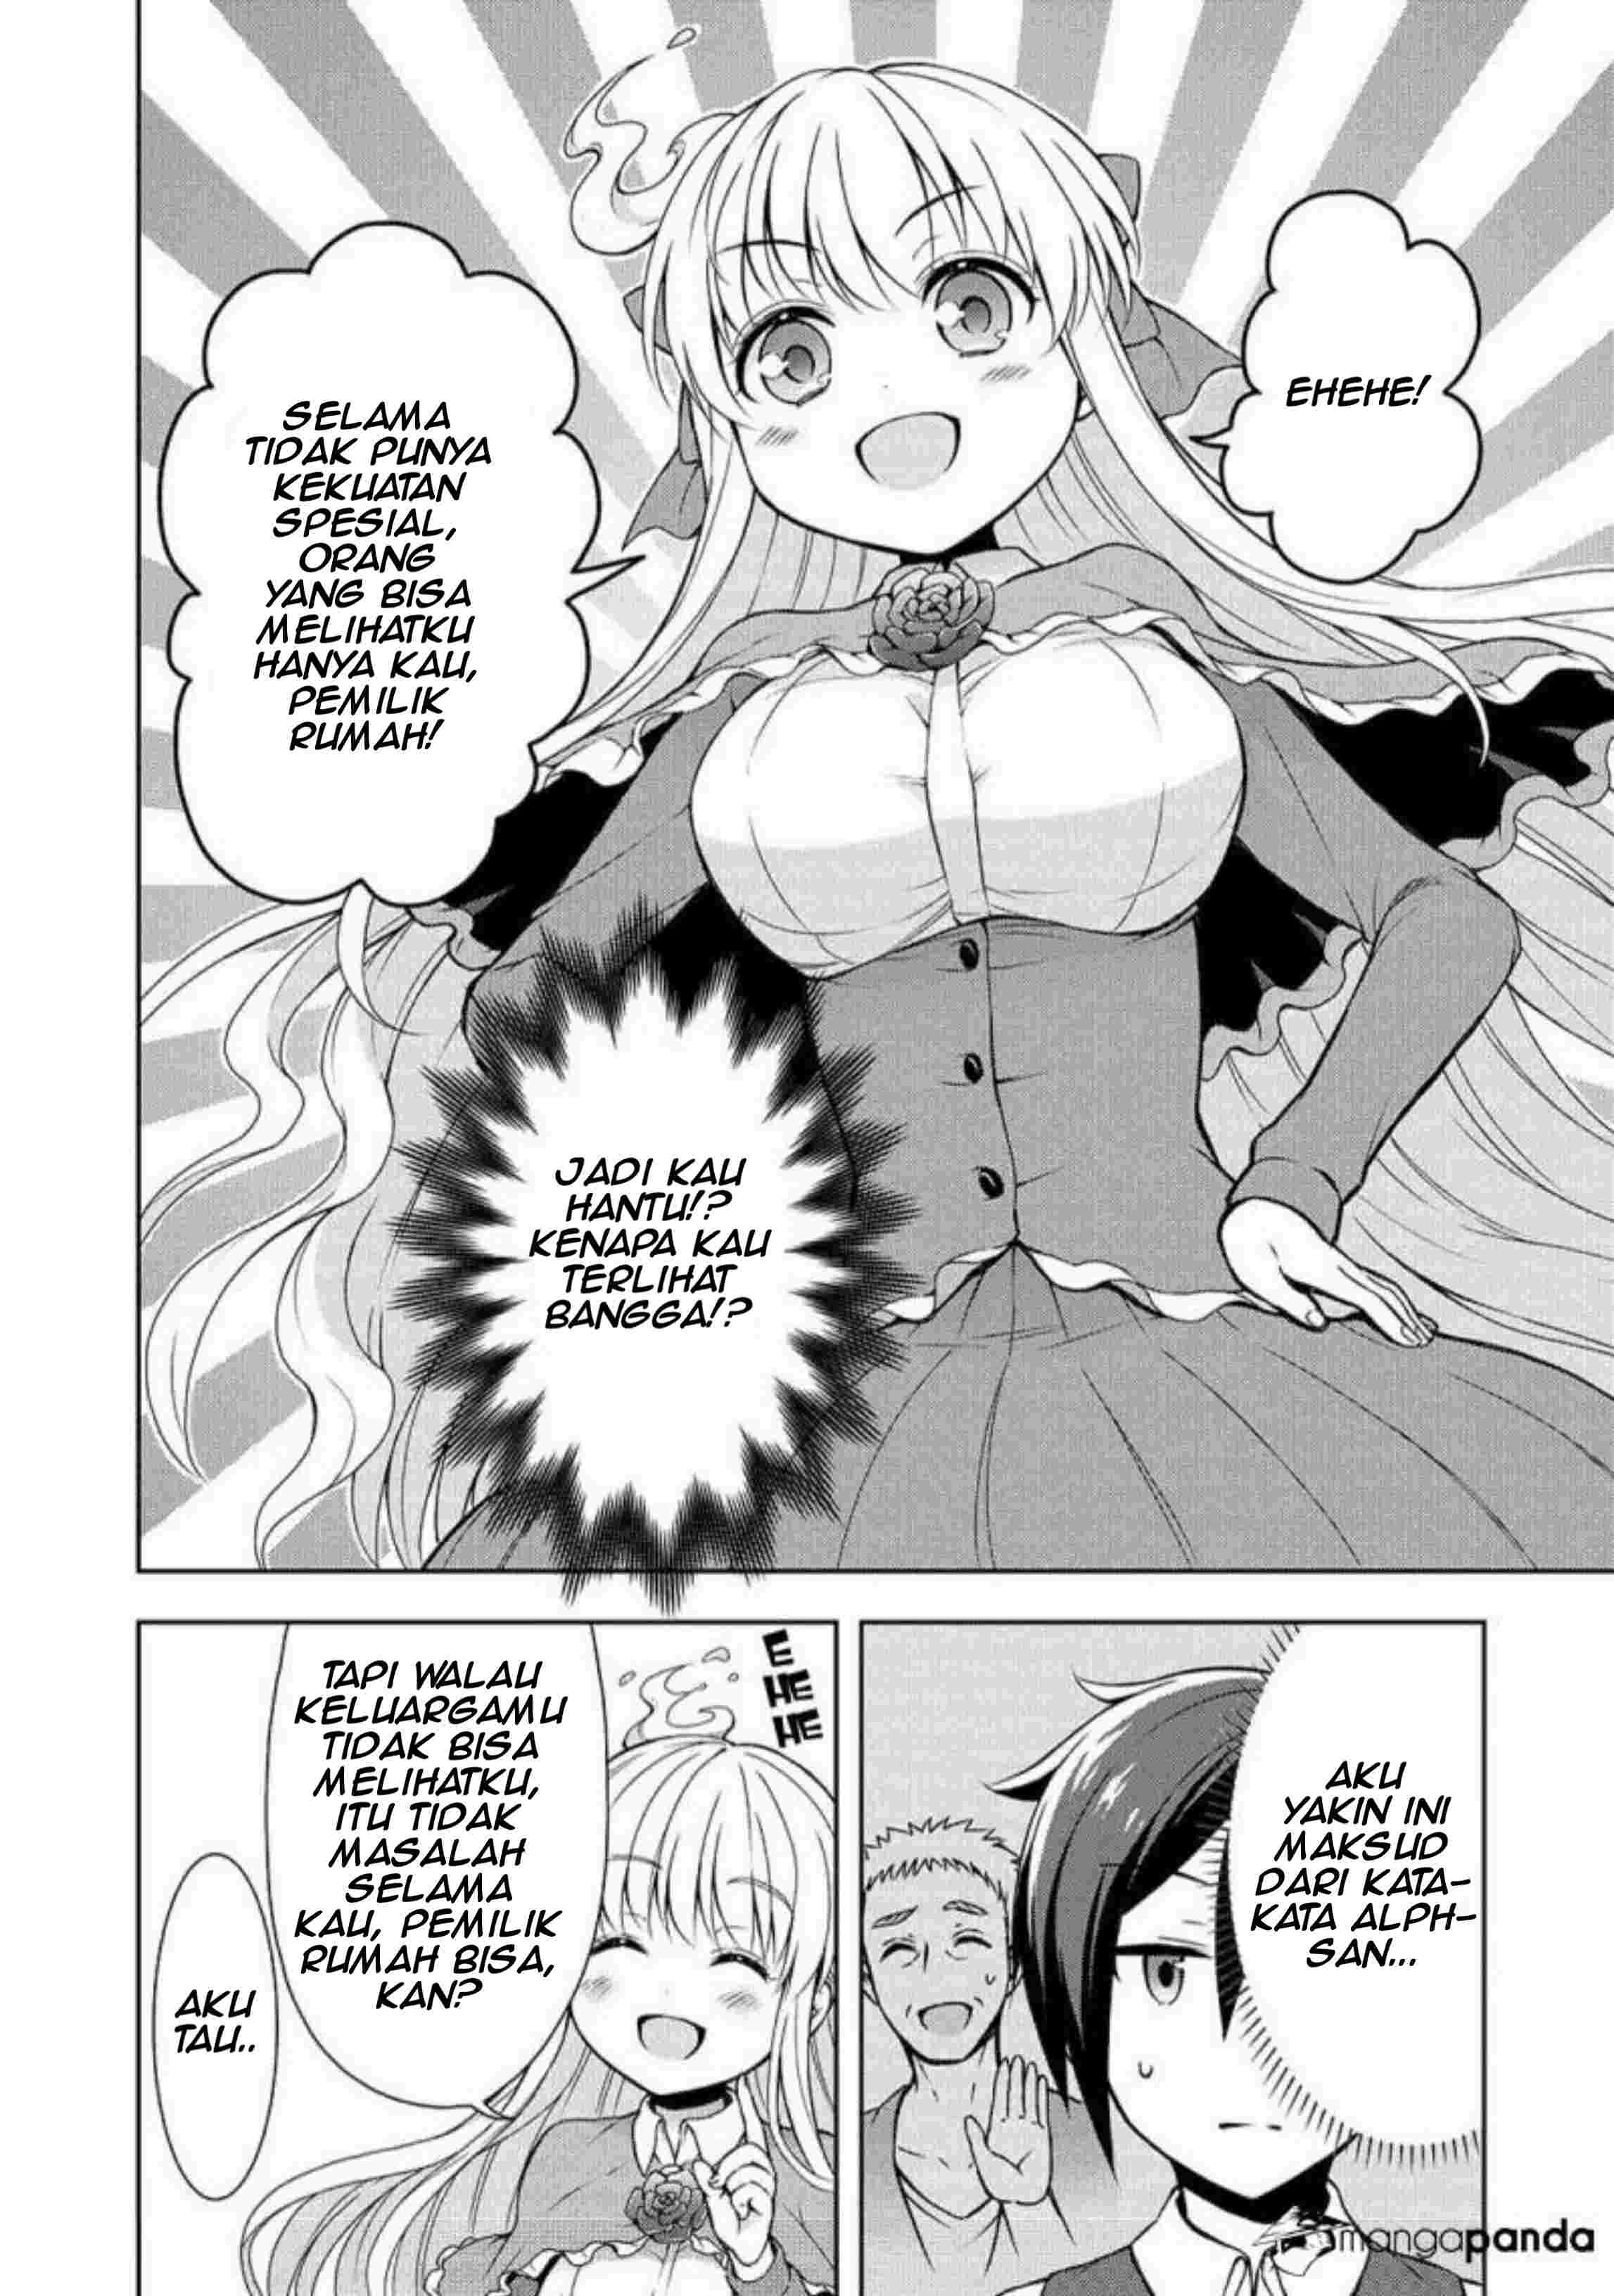 EHEHE!
SELAMA
TIDAK PUNYA
KEKUATAN
SPESIAL,
ORANG
YANG BISA
MELIHATKU
HANYA KAU,
PEMILIK
RUMAH!
JADI KAU
HANTU!?
KENAPA KAU
TERLIHAT
BANGGA!?
AKU
YAKIN INI
MAKSUD
DARI KATA-
KATA ALPH-
SAN...
E
HE
HE
TAPI WALAU
KELUARGAMU
TIDAK BISA
MELIHATKU,
ITU TIDAK
MASALAH
SELAMA
KAU, PEMILIK
RUMAH BISA,
KAN?
AKU
TAU..
mangapanda